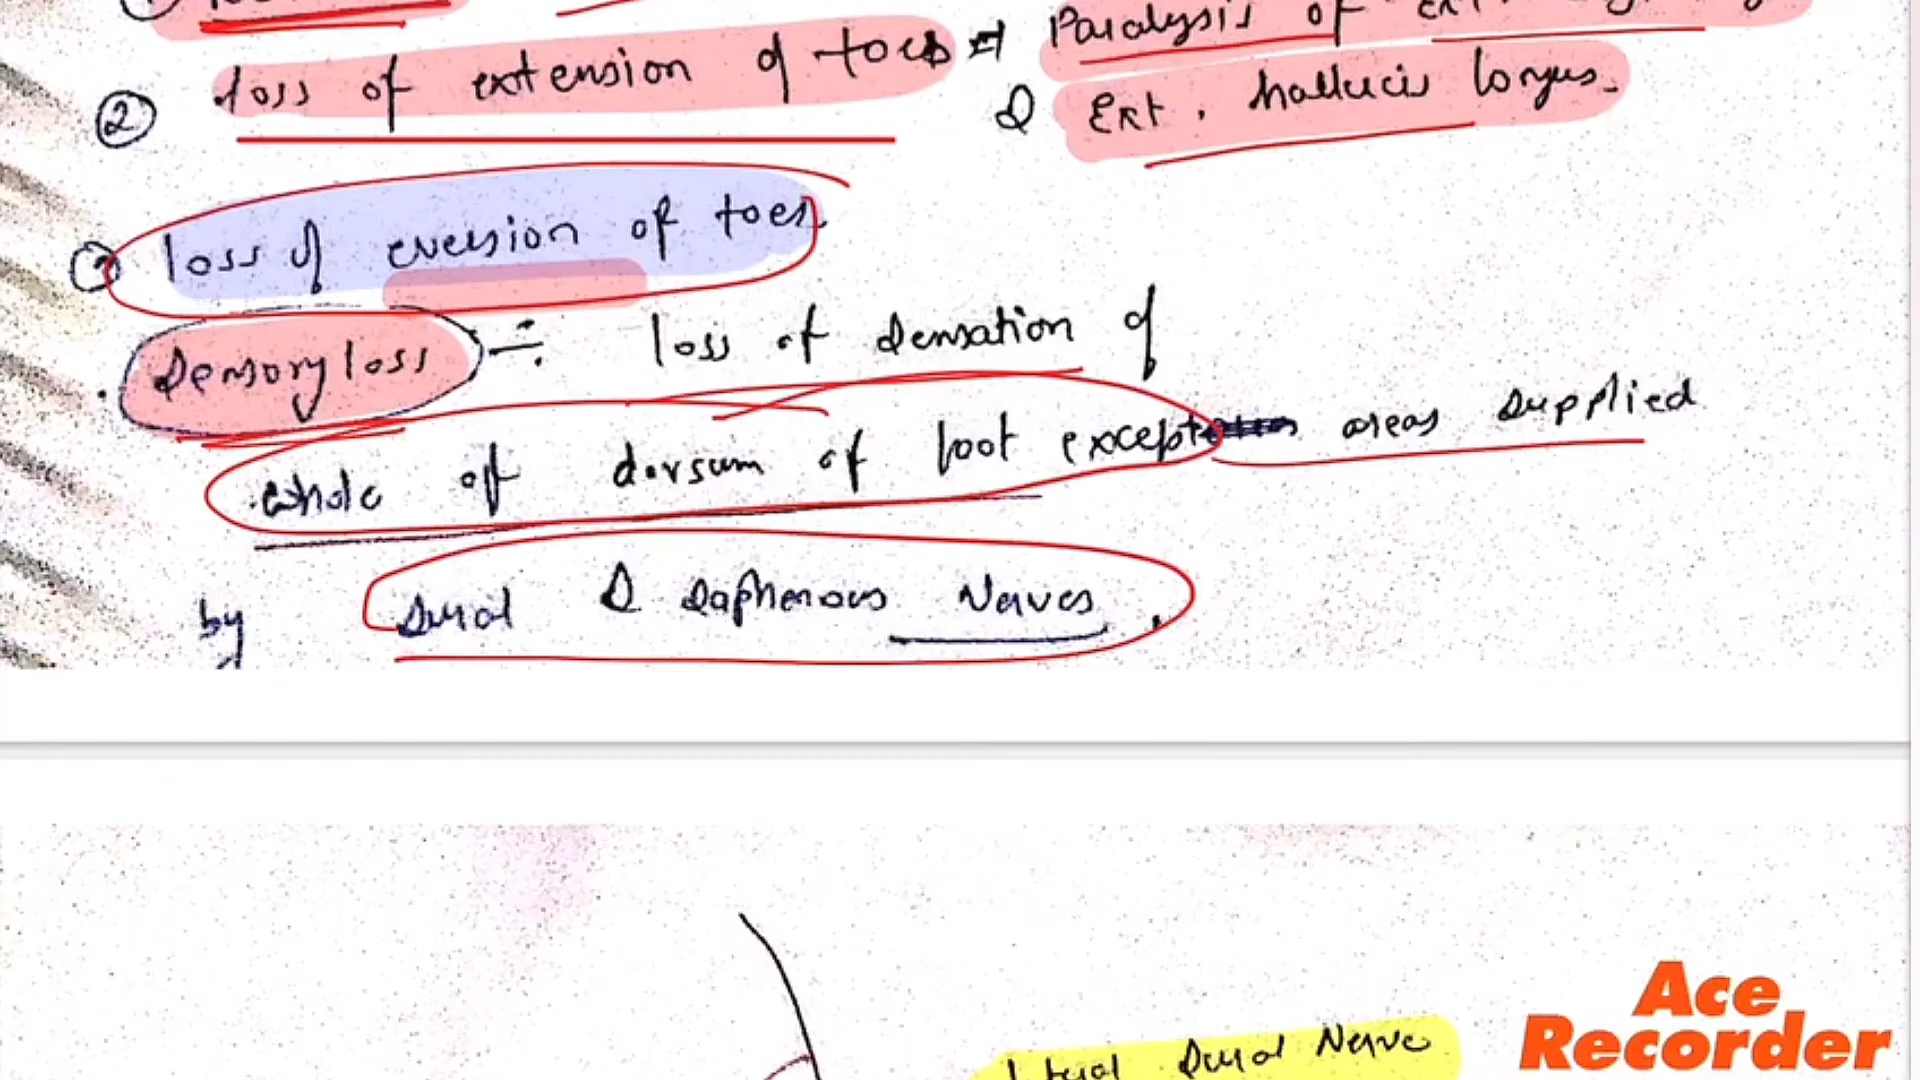 ② loss of extension of toes → Paralysis of
& Ext. hallucis longus.
③ loss of eversion of toes
. Sensory loss ÷ loss of sensation of
whole of dorsum of foot except areas supplied
by sural & saphenous Nerves.
Sural Nerve
Ace
Recorder